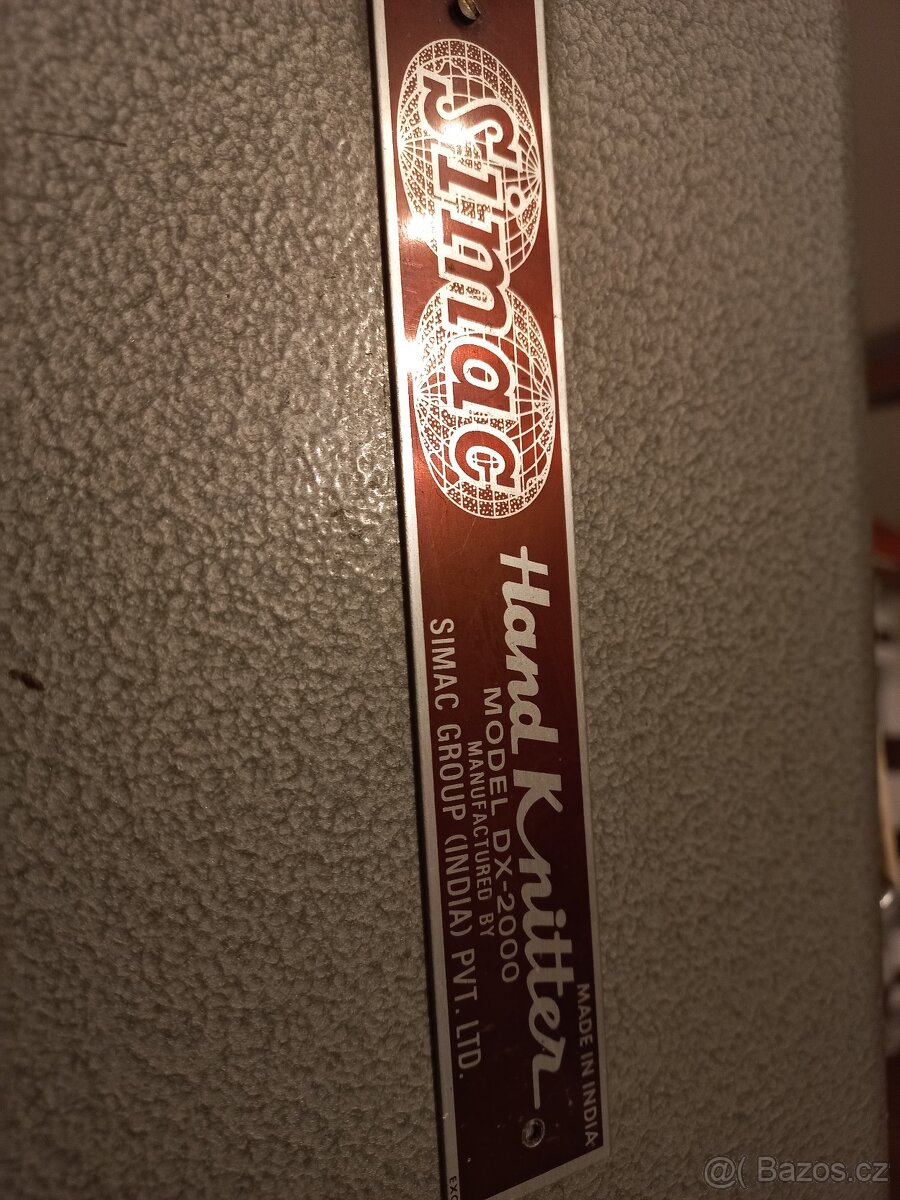 Simac
MADE IN INDIA
Hand Knitter
MODEL DX-2000
MANUFACTURED BY
SIMAC GROUP (INDIA) PVT. LTD.
@( Bazos.cz